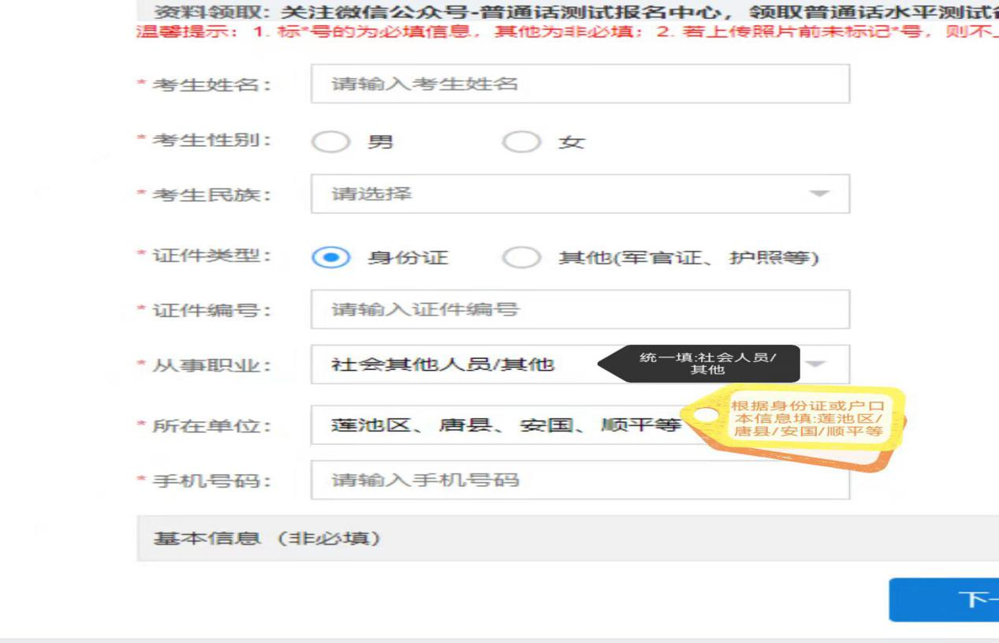 资料领取: 关注微信公众号-普通话测试报名中心，领取普通话水平测试
温馨提示：1. 标*号的为必填信息，其他为非必填；2. 若上传照片前未标记*号，则不
* 考生姓名： 请输入考生姓名
* 考生性别： 男 女
* 考生民族： 请选择
* 证件类型： 身份证 其他(军官证、护照等)
* 证件编号： 请输入证件编号
* 从事职业： 社会其他人员/其他
统一填:社会人员/
其他
* 所在单位： 莲池区、唐县、安国、顺平等
根据身份证或户口
本信息填:莲池区/
唐县/安国/顺平等
* 手机号码： 请输入手机号码
基本信息（非必填）
下一